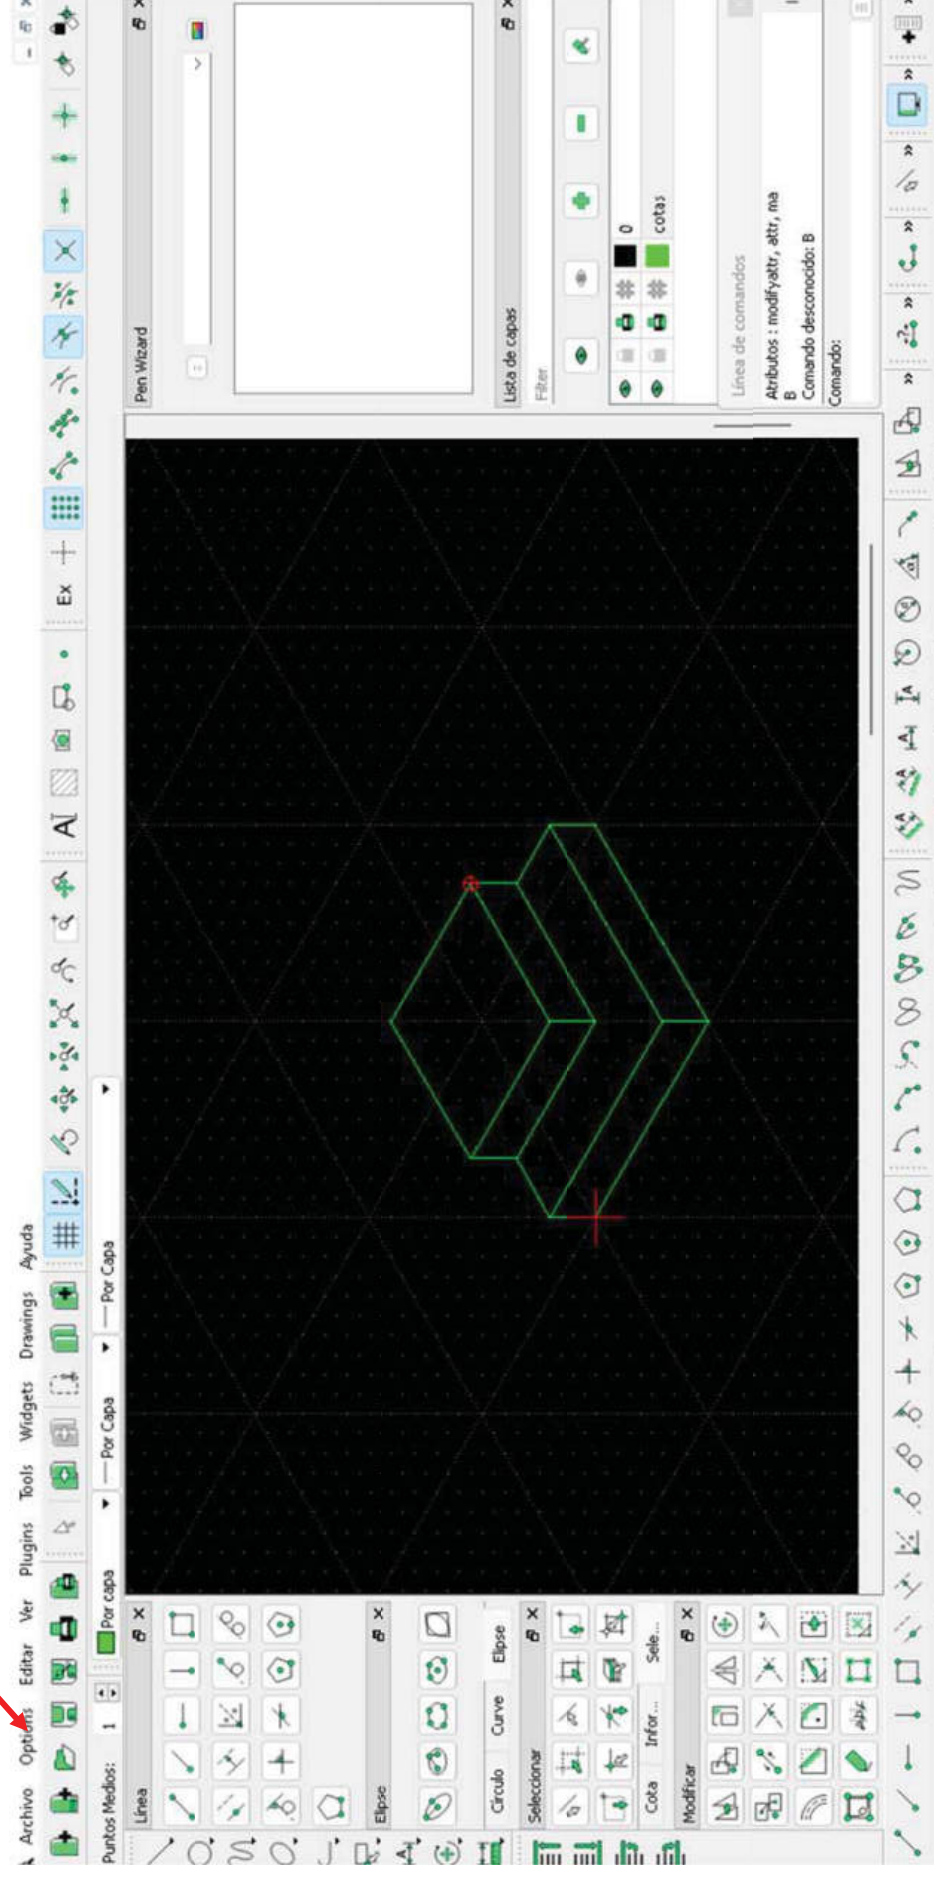 Archivo Options Editar Ver Plugins Tools Widgets Drawings Ayuda
Ex
Puntos Medios: 1
Por capa
Por Capa
Por Capa
Línea
Elipse
Círculo Curve Elipse
Seleccionar
Cota Infor... Sele...
Modificar
Pen Wizard
Lista de capas
Filter
0
cotas
Línea de comandos
Atributos : modifyattr, attr, ma
B
Comando desconocido: B
Comando: